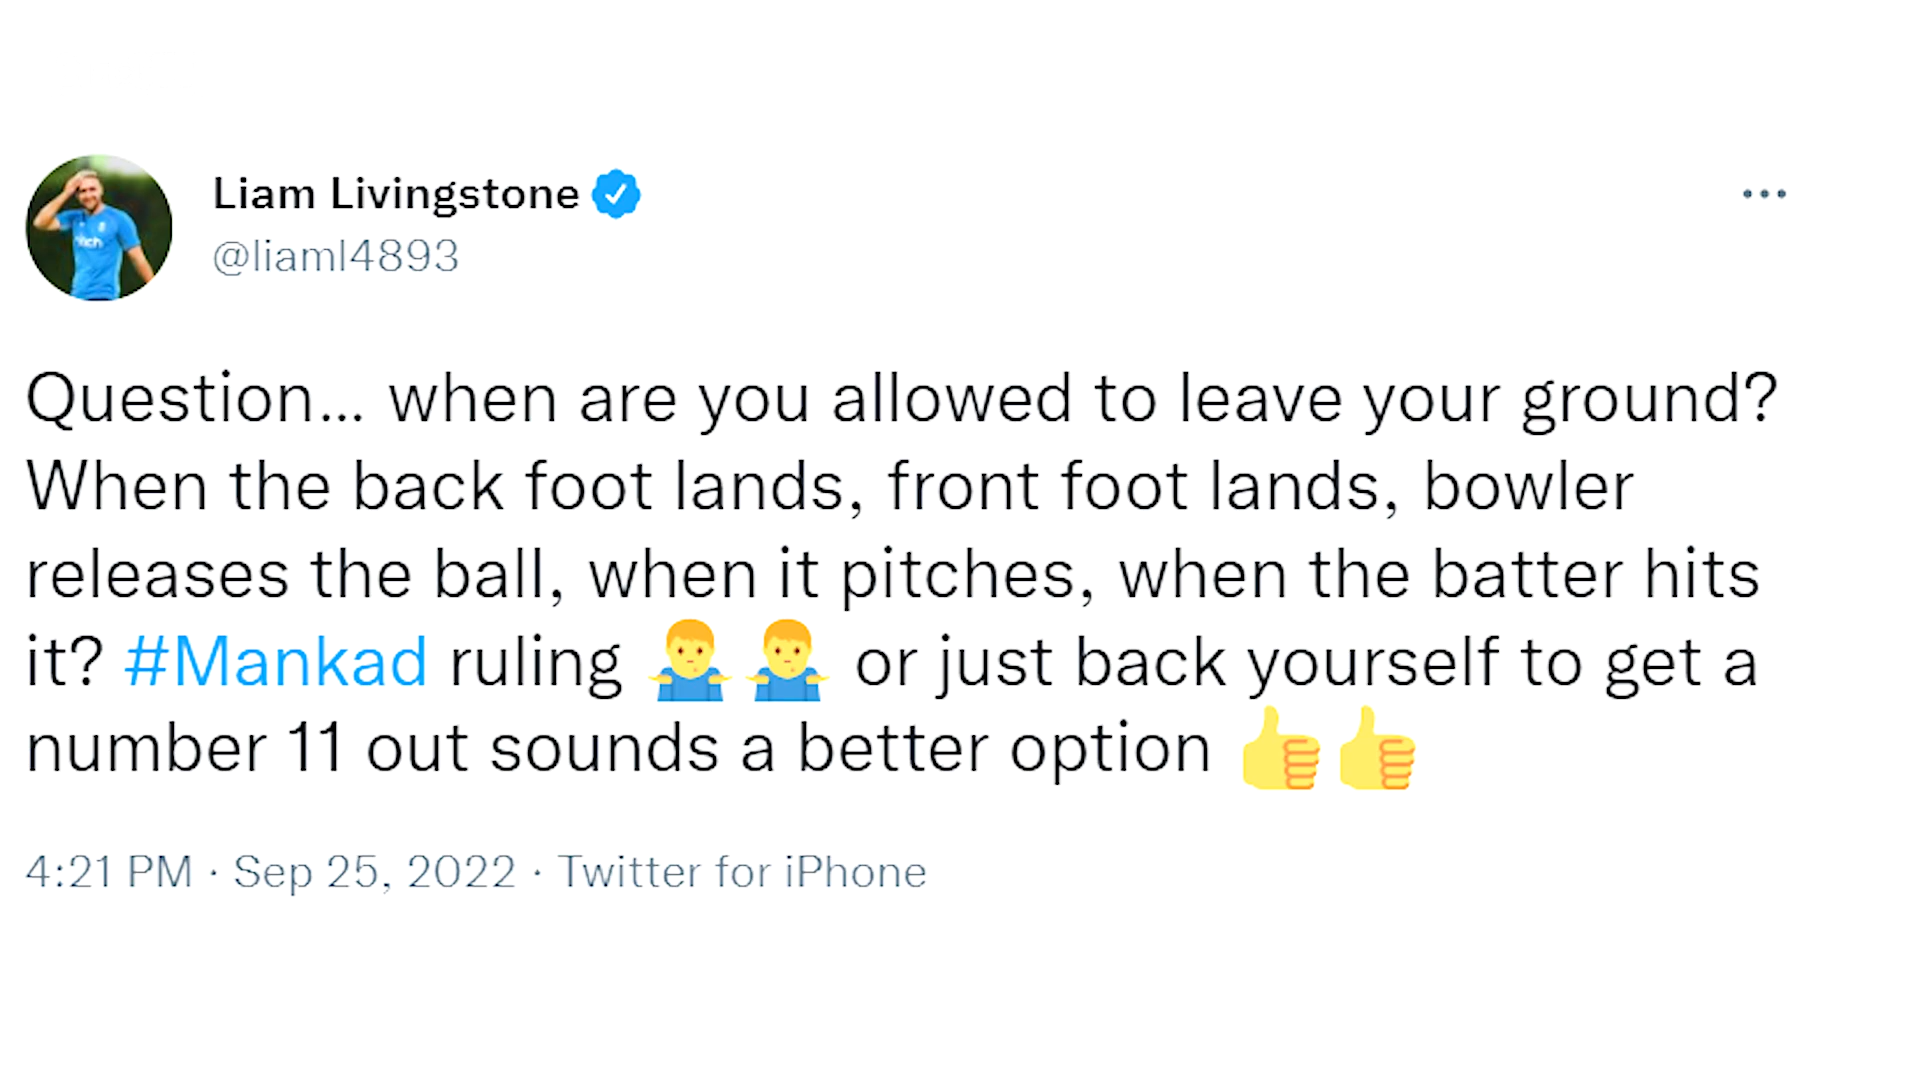 Liam Livingstone
@liaml4893
Question... when are you allowed to leave your ground?
When the back foot lands, front foot lands, bowler
releases the ball, when it pitches, when the batter hits
it? #Mankad ruling 🤷‍♂️🤷‍♂️ or just back yourself to get a
number 11 out sounds a better option 👍👍
4:21 PM · Sep 25, 2022 · Twitter for iPhone